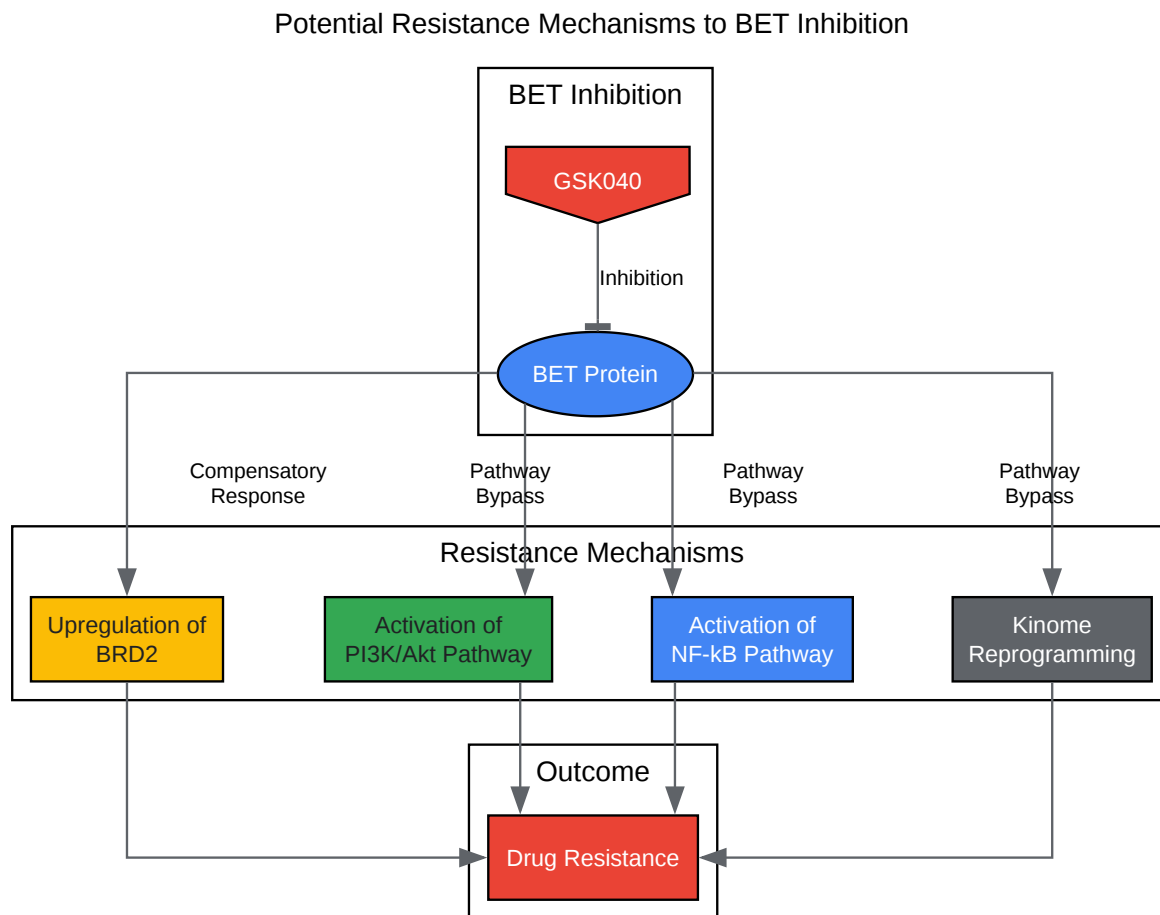 Potential Resistance Mechanisms to BET Inhibition
BET Inhibition
GSK040
Inhibition
BET Protein
Compensatory
Response
Pathway
Bypass
Pathway
Bypass
Pathway
Bypass
Resistance Mechanisms
Upregulation of
BRD2
Activation of
PI3K/Akt Pathway
Activation of
NF-kB Pathway
Kinome
Reprogramming
Outcome
Drug Resistance